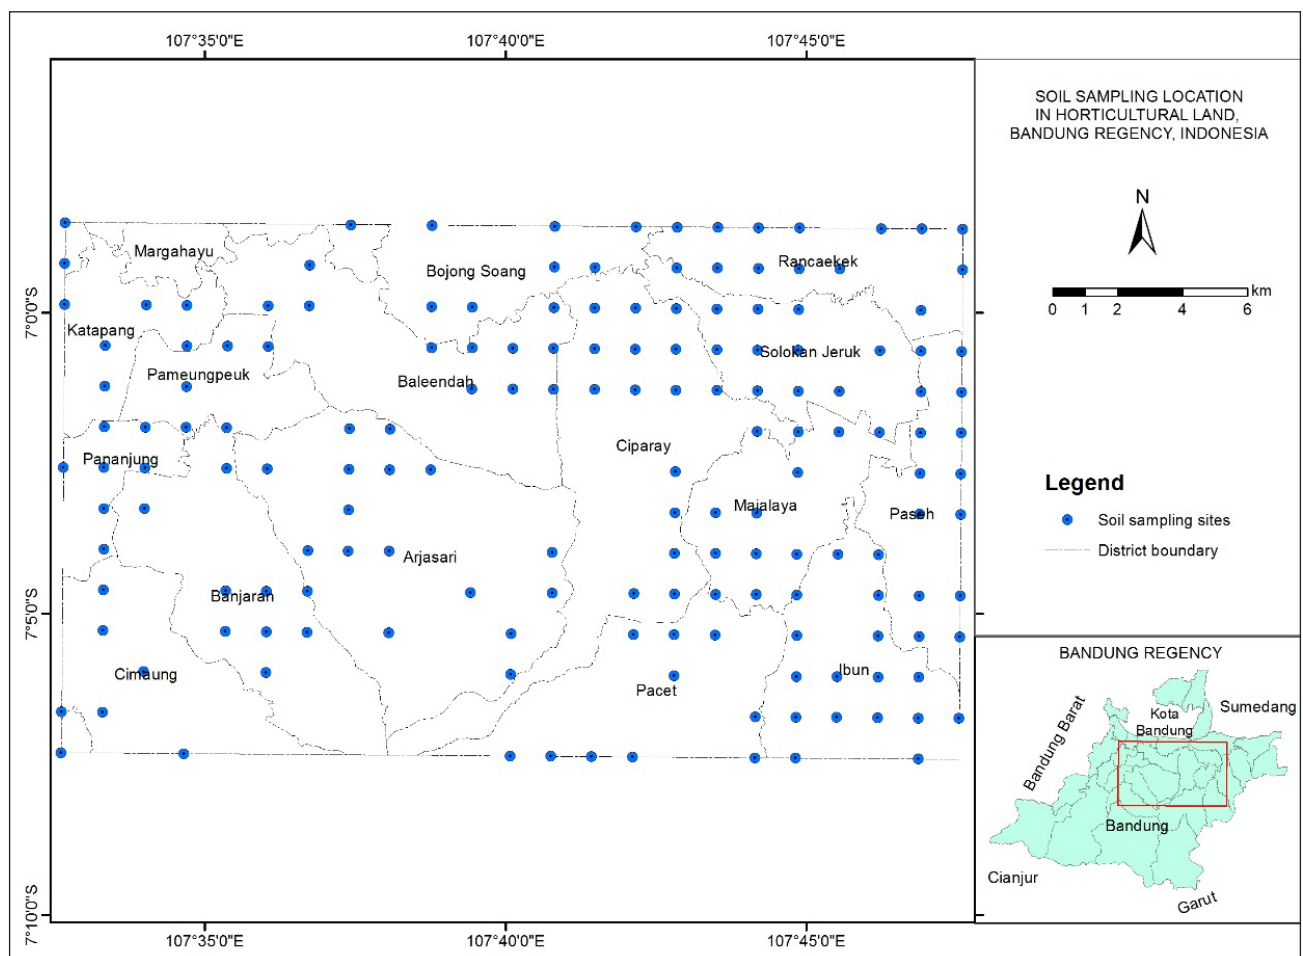 107°35'0"E
107°40'0"E
107°45'0"E
SOIL SAMPLING LOCATION
IN HORTICULTURAL LAND,
BANDUNG REGENCY, INDONESIA
N
0 1 2 4 6 km
Margahayu
Bojong Soang
Rancaekek
7°0'0"S
Katapang
Solokan Jeruk
Pameungpeuk
Baleendah
Ciparay
Pananjung
Majalaya
Paseh
Arjasari
Banjaran
7°5'0"S
Cimaung
Ibun
Pacet
7°10'0"S
107°35'0"E
107°40'0"E
107°45'0"E
Legend
Soil sampling sites
District boundary
BANDUNG REGENCY
Sumedang
Kota
Bandung
Bandung Barat
Bandung
Cianjur
Garut